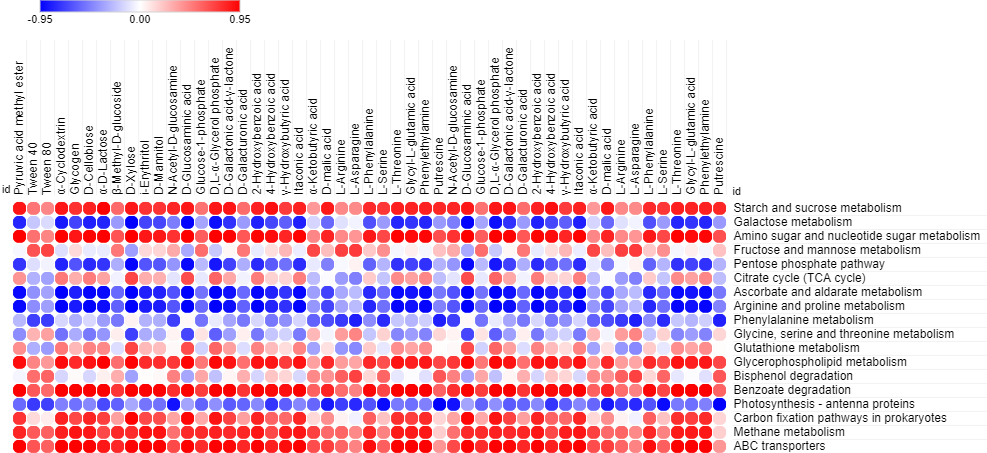 -0.95 0.00 0.95
id
Pyruvic acid methyl ester
Tween 40
Tween 80
α-Cyclodextrin
Glycogen
D-Cellobiose
α-D-Lactose
β-Methyl-D-glucoside
D-Xylose
i-Erythritol
D-Mannitol
N-Acetyl-D-glucosamine
D-Glucosaminic acid
Glucose-1-phosphate
D,L-α-Glycerol phosphate
D-Galactonic acid-γ-lactone
D-Galacturonic acid
2-Hydroxybenzoic acid
4-Hydroxybenzoic acid
γ-Hydroxybutyric acid
Itaconic acid
α-Ketobutyric acid
D-malic acid
L-Arginine
L-Asparagine
L-Phenylalanine
L-Serine
L-Threonine
Glycyl-L-glutamic acid
Phenylethylamine
Putrescine
N-Acetyl-D-glucosamine
D-Glucosaminic acid
Glucose-1-phosphate
D,L-α-Glycerol phosphate
D-Galactonic acid-γ-lactone
D-Galacturonic acid
2-Hydroxybenzoic acid
4-Hydroxybenzoic acid
γ-Hydroxybutyric acid
Itaconic acid
α-Ketobutyric acid
D-malic acid
L-Arginine
L-Asparagine
L-Phenylalanine
L-Serine
L-Threonine
Glycyl-L-glutamic acid
Phenylethylamine
Putrescine
id
Starch and sucrose metabolism
Galactose metabolism
Amino sugar and nucleotide sugar metabolism
Fructose and mannose metabolism
Pentose phosphate pathway
Citrate cycle (TCA cycle)
Ascorbate and aldarate metabolism
Arginine and proline metabolism
Phenylalanine metabolism
Glycine, serine and threonine metabolism
Glutathione metabolism
Glycerophospholipid metabolism
Bisphenol degradation
Benzoate degradation
Photosynthesis - antenna proteins
Carbon fixation pathways in prokaryotes
Methane metabolism
ABC transporters